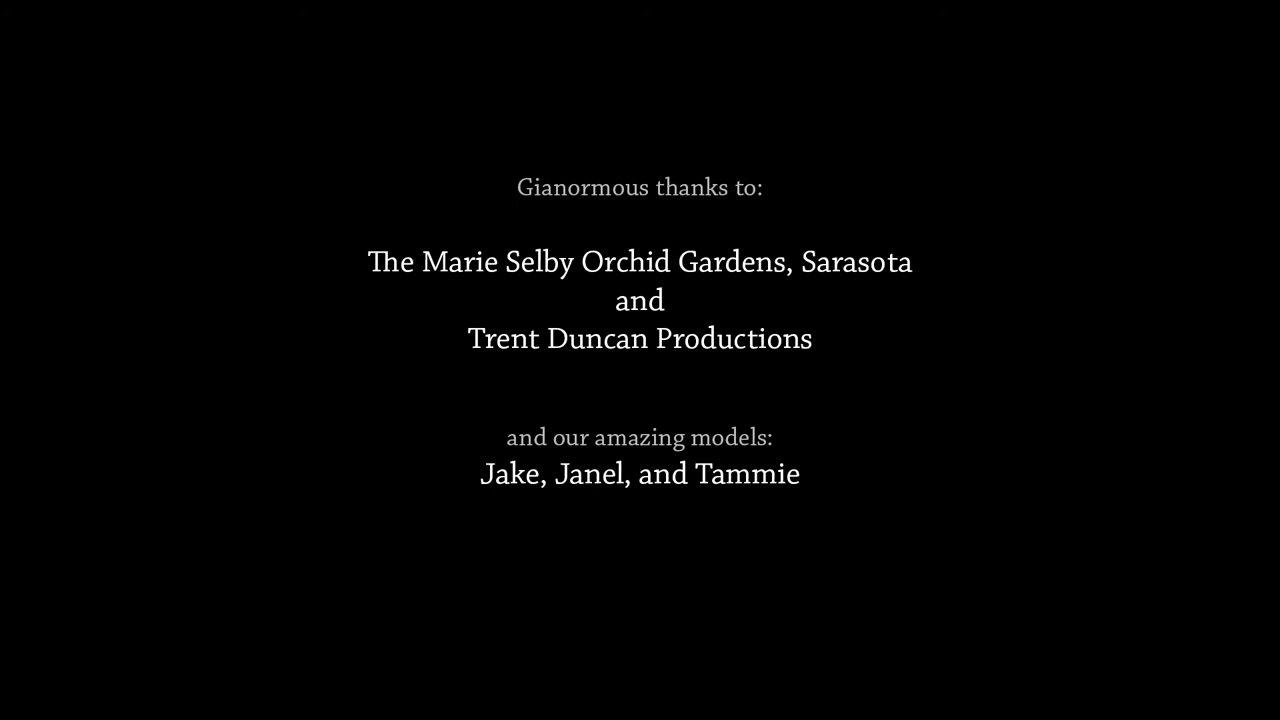 Gianormous thanks to:
The Marie Selby Orchid Gardens, Sarasota
and
Trent Duncan Productions
and our amazing models:
Jake, Janel, and Tammie